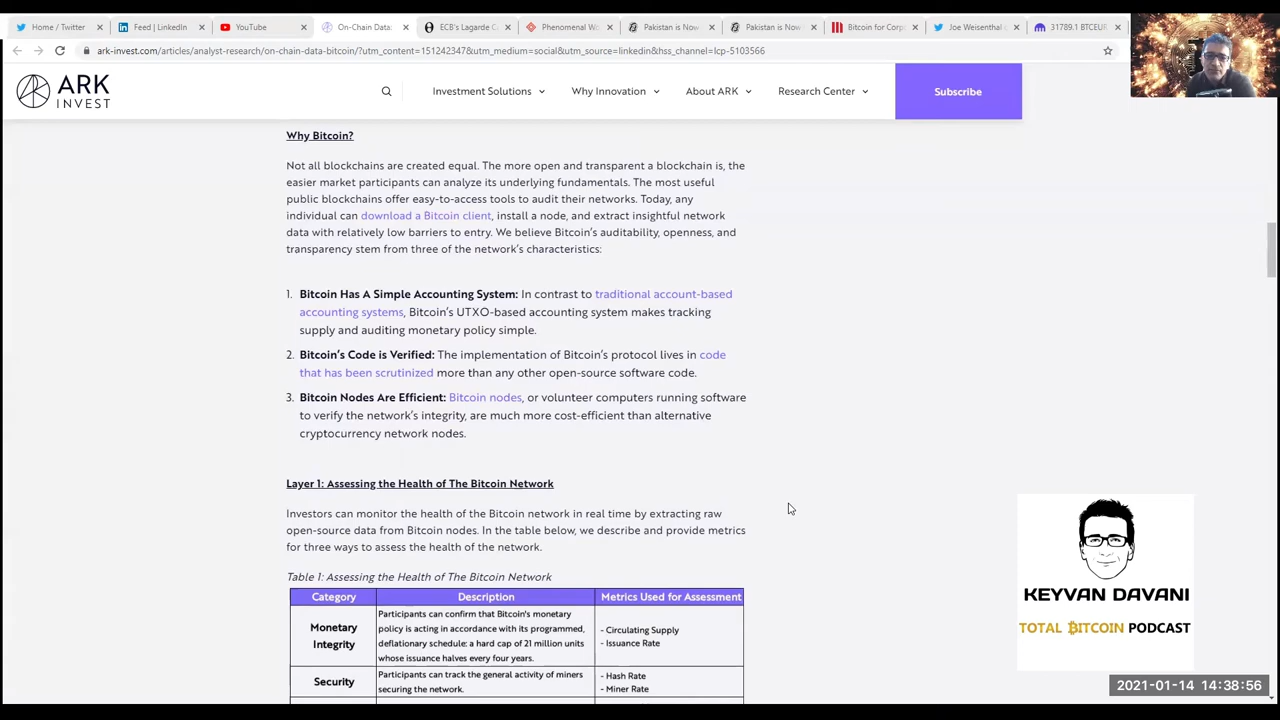 Home / Twitter
Feed | LinkedIn
YouTube
On-Chain Data:
ECB's Lagarde C
Phenomenal Wo
Pakistan is Now
Pakistan is Now
Bitcoin for Corp
Joe Weisenthal
31789.1 BTCEUR
ark-invest.com/articles/analyst-research/on-chain-data-bitcoin/?utm_content=151242347&utm_medium=social&utm_source=linkedin&hss_channel=lcp-5103566
ARK
INVEST
Investment Solutions
Why Innovation
About ARK
Research Center
Subscribe
Why Bitcoin?
Not all blockchains are created equal. The more open and transparent a blockchain is, the
easier market participants can analyze its underlying fundamentals. The most useful
public blockchains offer easy-to-access tools to audit their networks. Today, any
individual can download a Bitcoin client, install a node, and extract insightful network
data with relatively low barriers to entry. We believe Bitcoin's auditability, openness, and
transparency stem from three of the network's characteristics:
1. Bitcoin Has A Simple Accounting System: In contrast to traditional account-based
accounting systems, Bitcoin's UTXO-based accounting system makes tracking
supply and auditing monetary policy simple.
2. Bitcoin's Code is Verified: The implementation of Bitcoin's protocol lives in code
that has been scrutinized more than any other open-source software code.
3. Bitcoin Nodes Are Efficient: Bitcoin nodes, or volunteer computers running software
to verify the network's integrity, are much more cost-efficient than alternative
cryptocurrency network nodes.
Layer 1: Assessing the Health of The Bitcoin Network
Investors can monitor the health of the Bitcoin network in real time by extracting raw
open-source data from Bitcoin nodes. In the table below, we describe and provide metrics
for three ways to assess the health of the network.
Table 1: Assessing the Health of The Bitcoin Network
Category
Description
Metrics Used for Assessment
Monetary
Integrity
Participants can confirm that Bitcoin's monetary
policy is acting in accordance with its programmed,
deflationary schedule: a hard cap of 21 million units
whose issuance halves every four years.
- Circulating Supply
- Issuance Rate
Security
Participants can track the general activity of miners
securing the network.
- Hash Rate
- Miner Rate
KEYVAN DAVANI
TOTAL ₿ITCOIN PODCAST
2021-01-14 14:38:56